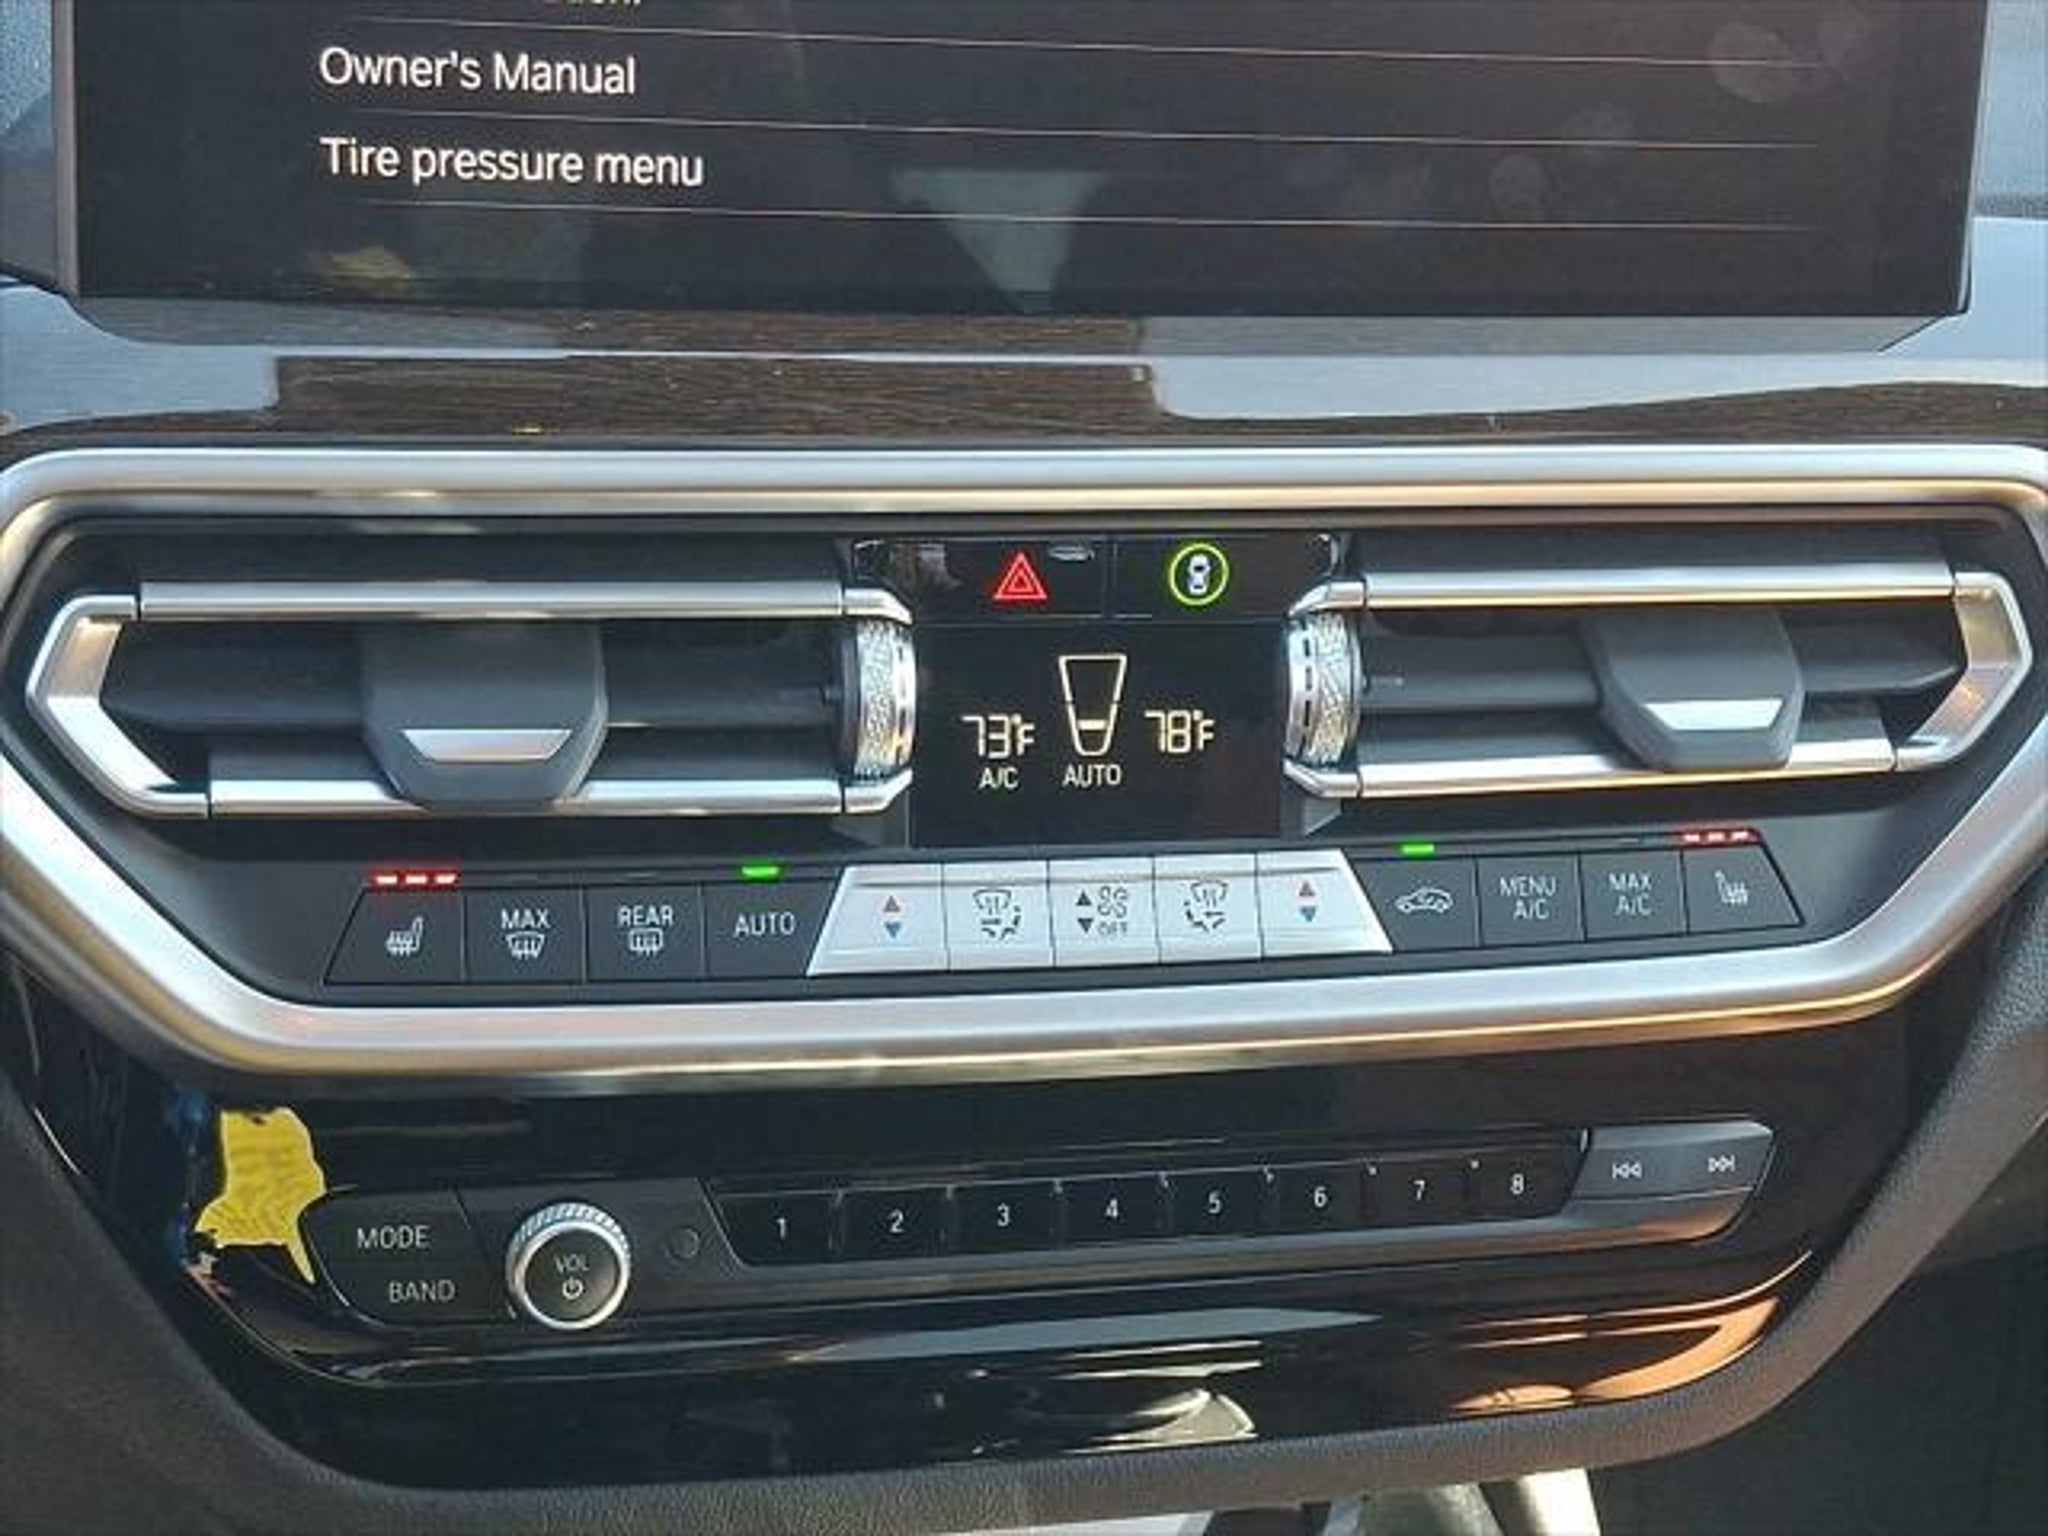 Owner's Manual
Tire pressure menu
73°F
78°F
A/C
AUTO
MAX
REAR
AUTO
OFF
MENU
A/C
MAX
A/C
MODE
BAND
VOL
1
2
3
4
5
6
7
8